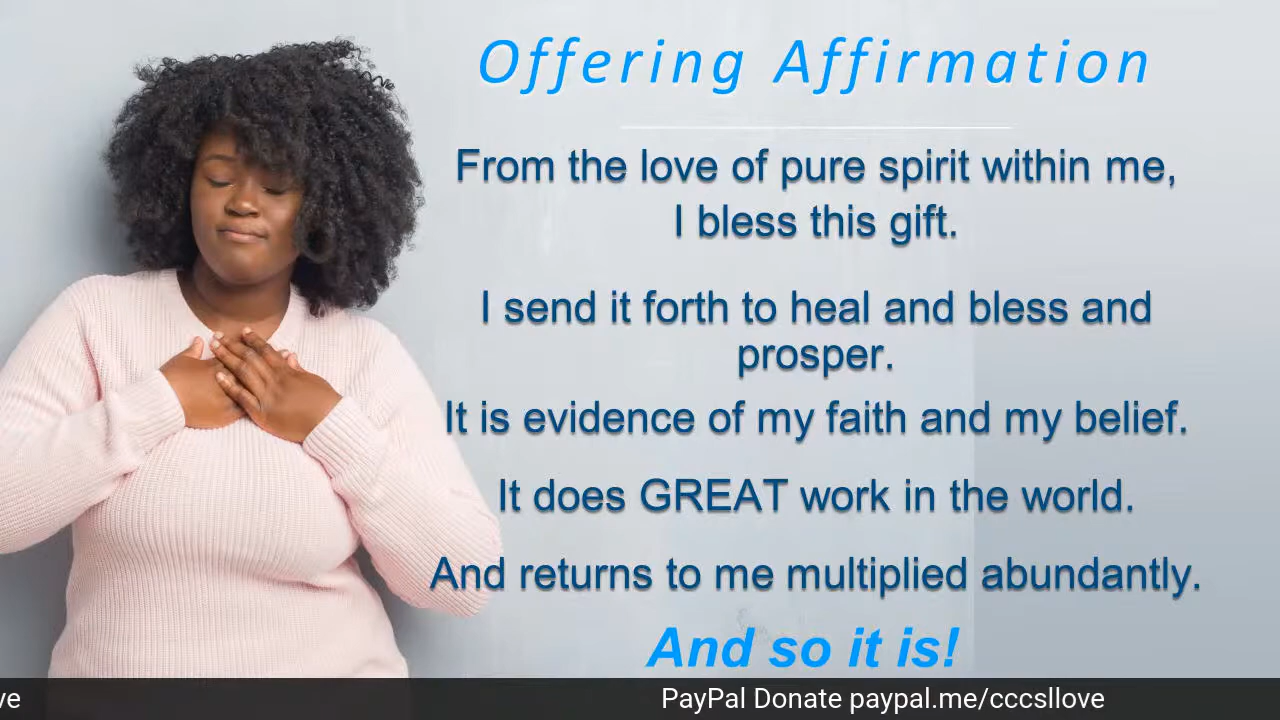 Offering Affirmation
From the love of pure spirit within me,
I bless this gift.
I send it forth to heal and bless and
prosper.
It is evidence of my faith and my belief.
It does GREAT work in the world.
And returns to me multiplied abundantly.
And so it is!
ve PayPal Donate paypal.me/cccsllove